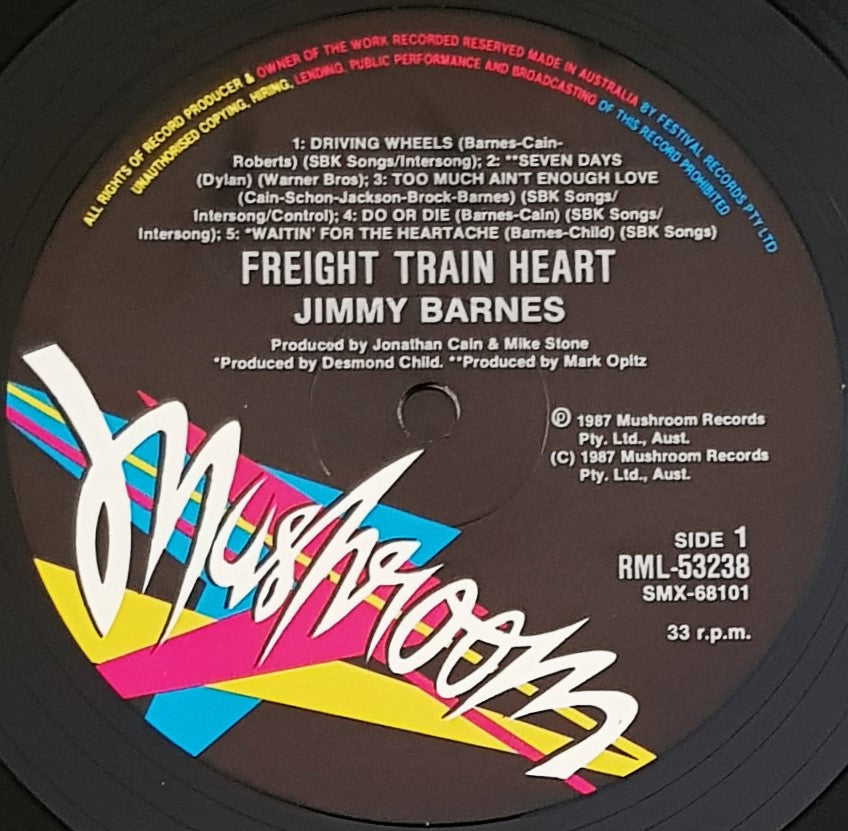 ALL RIGHTS OF RECORD PRODUCER & OWNER OF THE WORK RECORDED RESERVED MADE IN AUSTRALIA BY FESTIVAL RECORDS PTY LTD
UNAUTHORISED COPYING, HIRING, LENDING, PUBLIC PERFORMANCE AND BROADCASTING OF THIS RECORD PROHIBITED
1: DRIVING WHEELS (Barnes-Cain-
Roberts) (SBK Songs/Intersong); 2: **SEVEN DAYS
(Dylan) (Warner Bros); 3: TOO MUCH AIN'T ENOUGH LOVE
(Cain-Schon-Jackson-Brock-Barnes) (SBK Songs/
Intersong/Control); 4: DO OR DIE (Barnes-Cain) (SBK Songs/
Intersong); 5: *WAITIN' FOR THE HEARTACHE (Barnes-Child) (SBK Songs)
FREIGHT TRAIN HEART
JIMMY BARNES
Produced by Jonathan Cain & Mike Stone
*Produced by Desmond Child. **Produced by Mark Opitz
℗ 1987 Mushroom Records
Pty. Ltd., Aust.
(C) 1987 Mushroom Records
Pty. Ltd., Aust.
Mushroom
SIDE 1
RML-53238
SMX-68101
33 r.p.m.